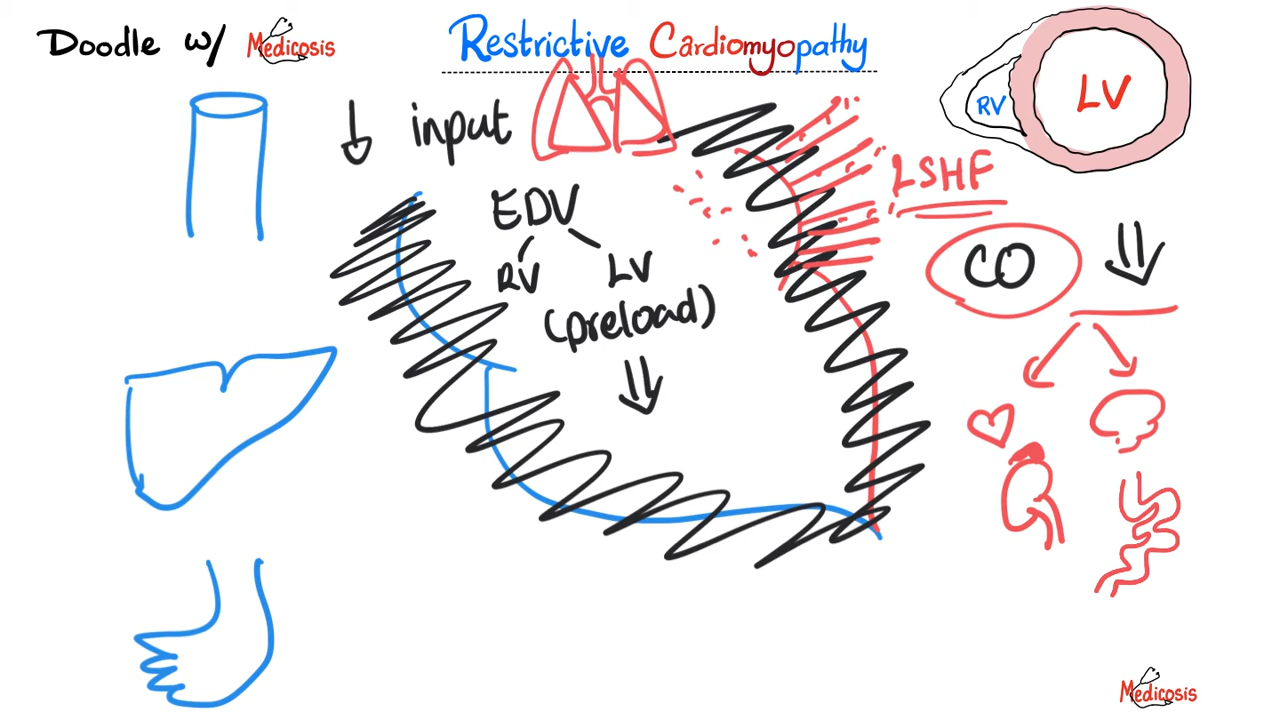 Doodle w/ Medicosis
Restrictive Cardiomyopathy
RV
LV
↓ input
EDV
RV LV
(preload)
LSHF
CO
Medicosis